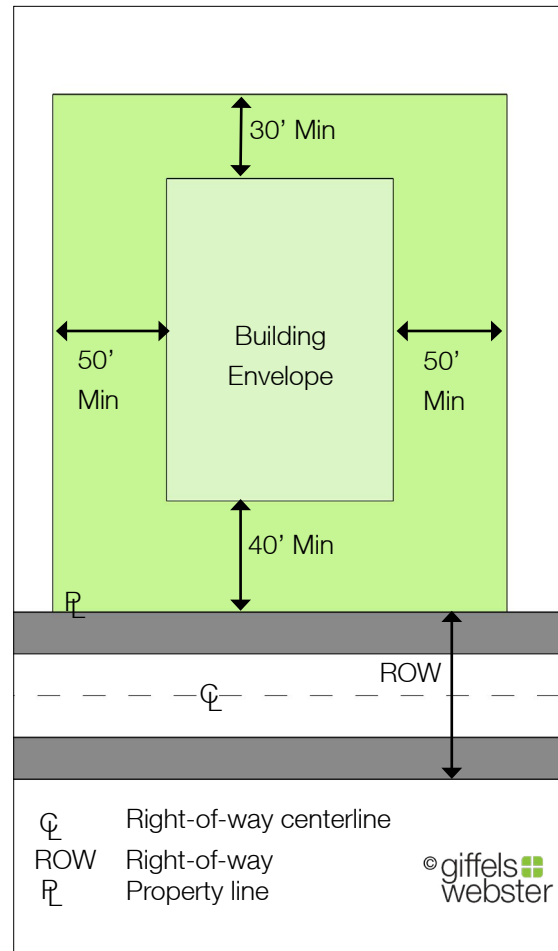 30’ Min
Building
Envelope
50’
Min
50’
Min
40’ Min
PL
ROW
CL
CL Right-of-way centerline
ROW Right-of-way
PL Property line
© giffels
webster